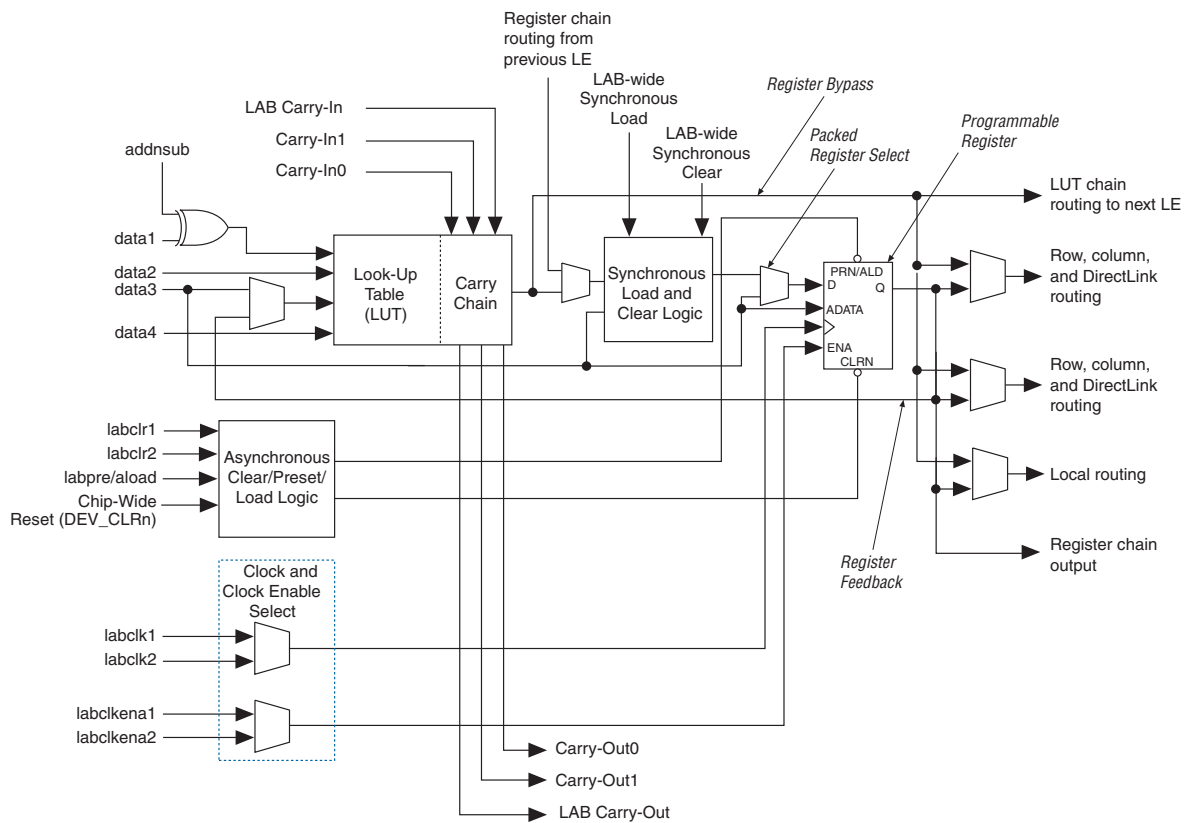 Register chain
routing from
previous LE
LAB-wide
Synchronous
Load
Register Bypass
LAB Carry-In
Carry-In1
Carry-In0
LAB-wide
Synchronous
Clear
Packed
Register Select
Programmable
Register
addnsub
LUT chain
routing to next LE
data1
data2
data3
data4
Look-Up
Table
(LUT)
Carry
Chain
Synchronous
Load and
Clear Logic
PRN/ALD
D
Q
ADATA
ENA
CLRN
Row, column,
and DirectLink
routing
Row, column,
and DirectLink
routing
labclr1
labclr2
labpre/aload
Chip-Wide
Reset (DEV_CLRn)
Asynchronous
Clear/Preset/
Load Logic
Local routing
Register chain
output
Register
Feedback
Clock and
Clock Enable
Select
labclk1
labclk2
labclkena1
labclkena2
Carry-Out0
Carry-Out1
LAB Carry-Out